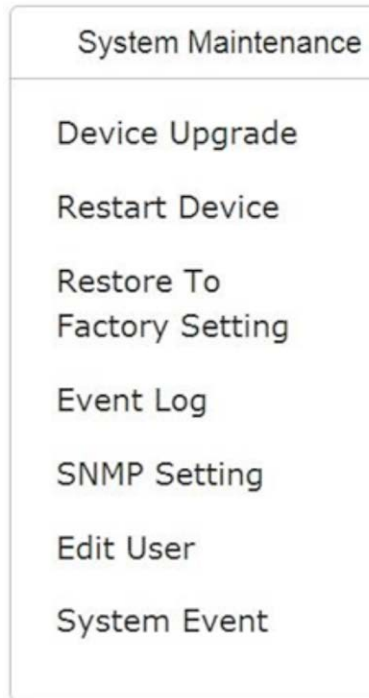 System Maintenance
Device Upgrade
Restart Device
Restore To
Factory Setting
Event Log
SNMP Setting
Edit User
System Event